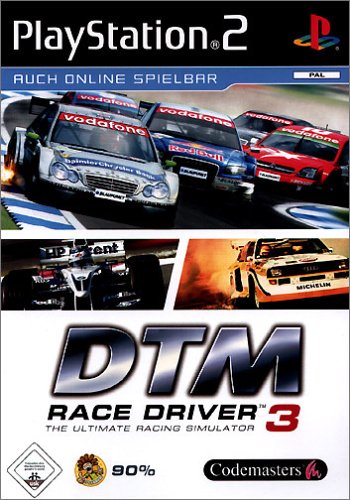 PlayStation®2
AUCH ONLINE SPIELBAR
PAL
vodafone
vodafone
vodafone
DaimlerChrysler Bank
BLAUPUNKT
Red Bull
BLAUPUNKT
MICHELIN
DTM
RACE DRIVER™ 3
THE ULTIMATE RACING SIMULATOR
90%
Codemasters